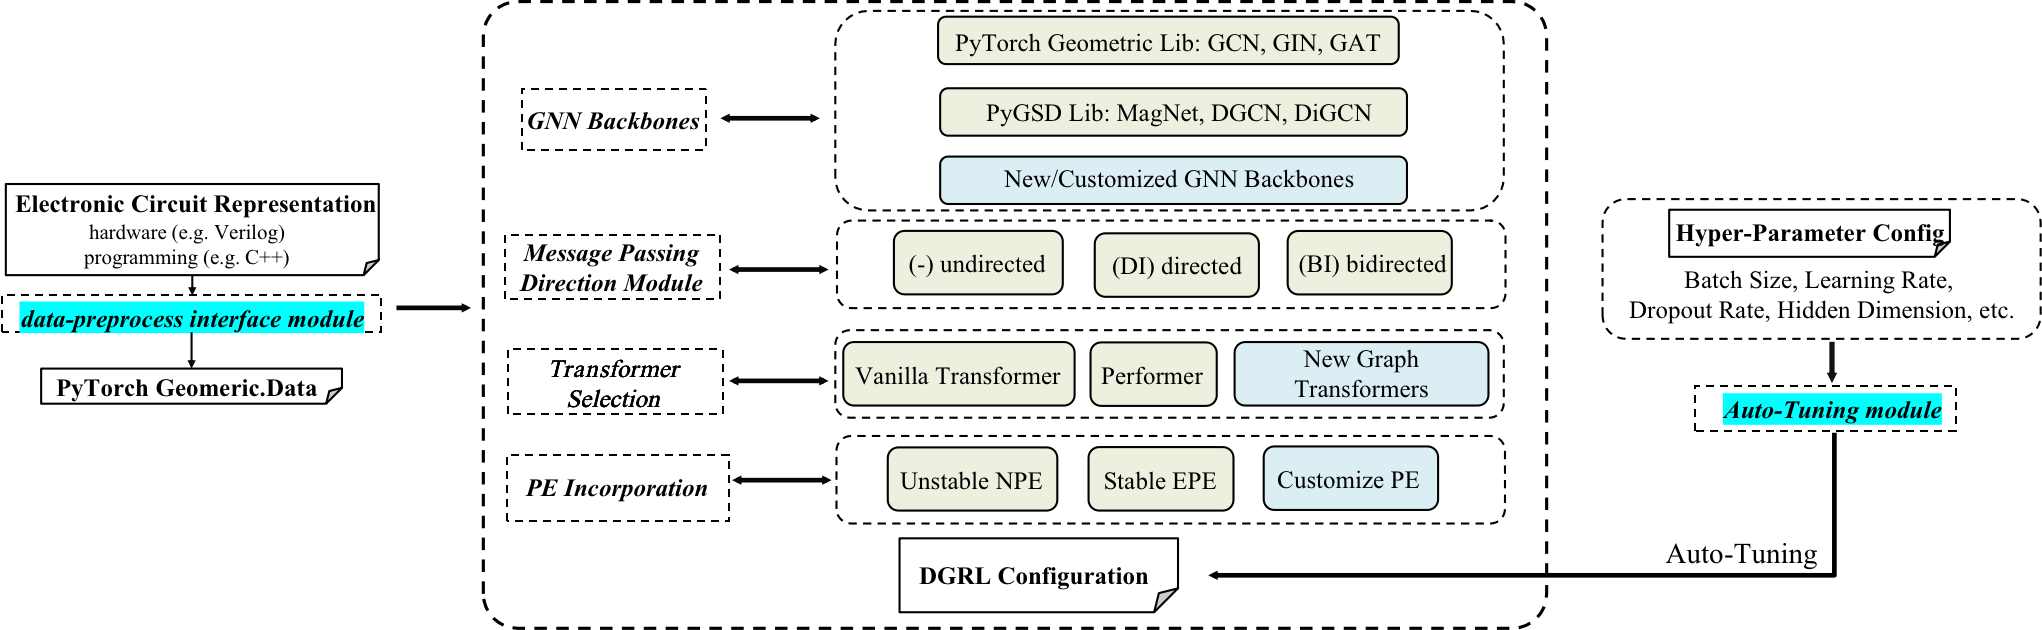 Electronic Circuit Representation
hardware (e.g. Verilog)
programming (e.g. C++)
data-preprocess interface module
PyTorch Geomeric.Data
GNN Backbones
PyTorch Geometric Lib: GCN, GIN, GAT
PyGSD Lib: MagNet, DGCN, DiGCN
New/Customized GNN Backbones
Message Passing
Direction Module
(-) undirected
(DI) directed
(BI) bidirected
Transformer
Selection
Vanilla Transformer
Performer
New Graph
Transformers
PE Incorporation
Unstable NPE
Stable EPE
Customize PE
DGRL Configuration
Hyper-Parameter Config
Batch Size, Learning Rate,
Dropout Rate, Hidden Dimension, etc.
Auto-Tuning module
Auto-Tuning